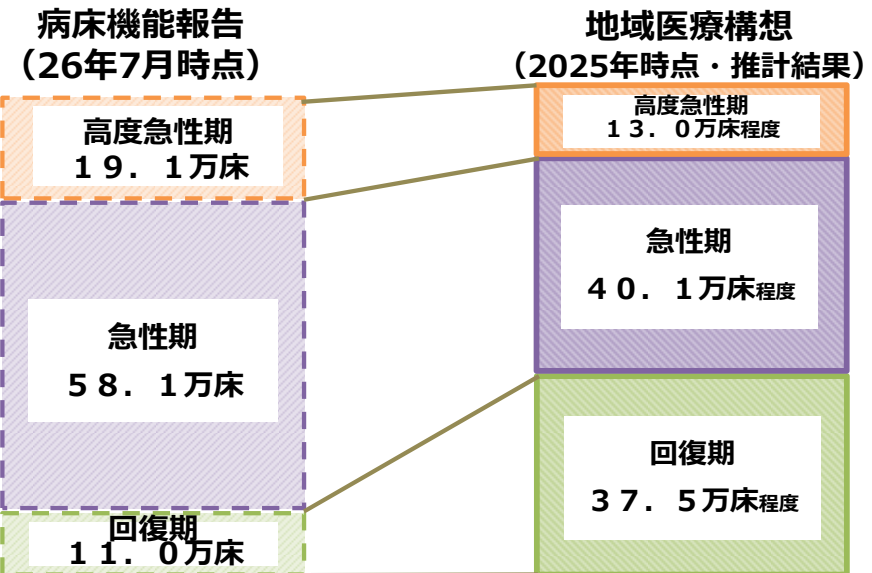 病床機能報告
（26年7月時点）
高度急性期
１９．１万床
急性期
５８．１万床
回復期
１１．０万床
地域医療構想
（2025年時点・推計結果）
高度急性期
１３．０万床程度
急性期
４０．１万床程度
回復期
３７．５万床程度